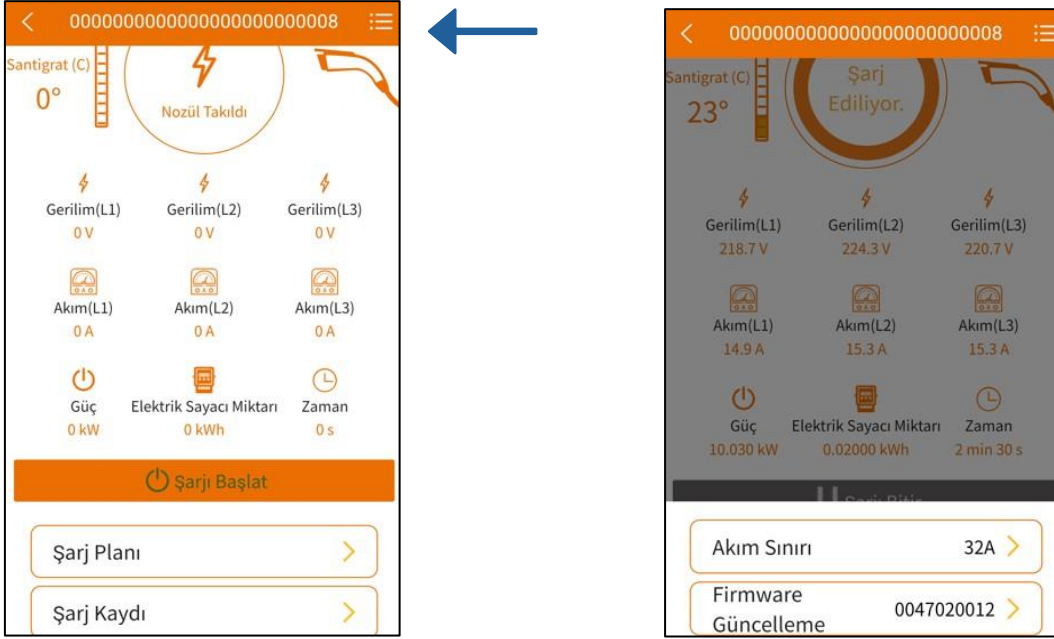 0000000000000000000000008
Santigrat (C)
0°
Nozül Takıldı
Gerilim(L1) Gerilim(L2) Gerilim(L3)
0 V 0 V 0 V
Akım(L1) Akım(L2) Akım(L3)
0 A 0 A 0 A
Güç Elektrik Sayacı Miktarı Zaman
0 kW 0 kWh 0 s
Şarjı Başlat
Şarj Planı
Şarj Kaydı
0000000000000000000000008
Santigrat (C)
23°
Şarj
Ediliyor.
Gerilim(L1) Gerilim(L2) Gerilim(L3)
218.7 V 224.3 V 220.7 V
Akım(L1) Akım(L2) Akım(L3)
14.9 A 15.3 A 15.3 A
Güç Elektrik Sayacı Miktarı Zaman
10.030 kW 0.02000 kWh 2 min 30 s
Şarjı Bitir
Akım Sınırı 32A
Firmware
Güncelleme 0047020012